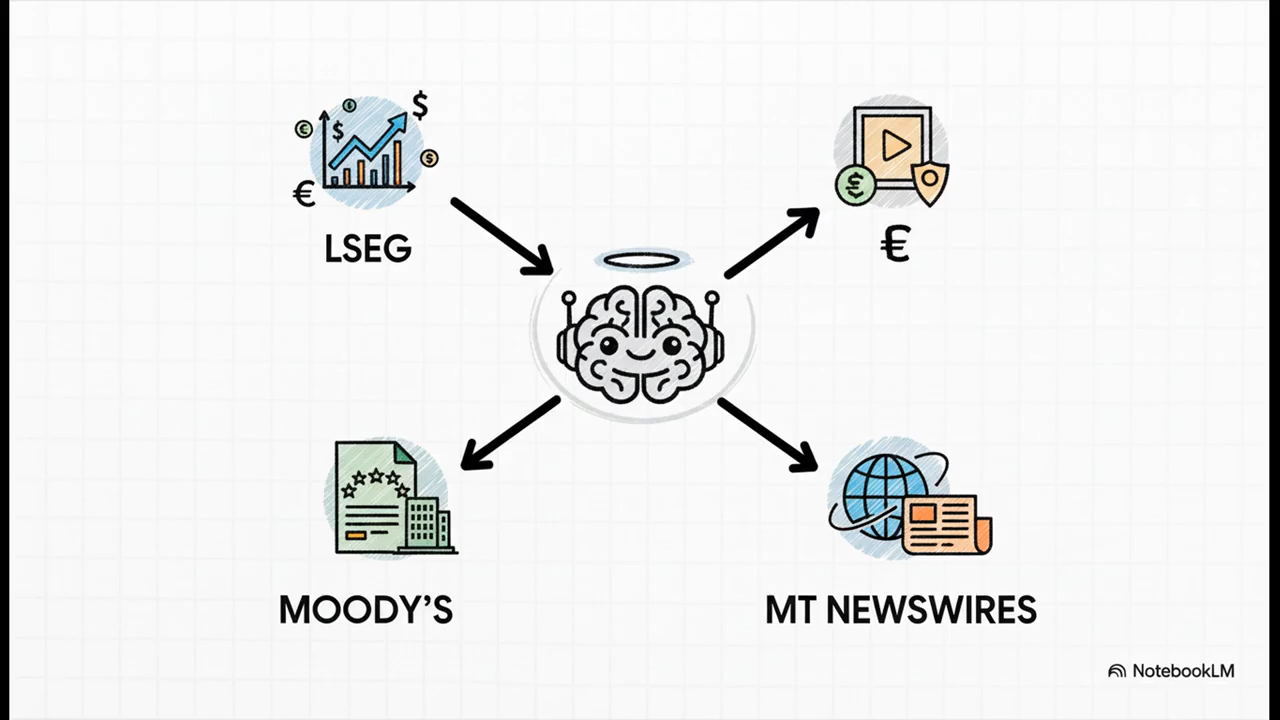 $
$
€
$
$
€
LSEG
€
MOODY'S
MT NEWSWIRES
NotebookLM